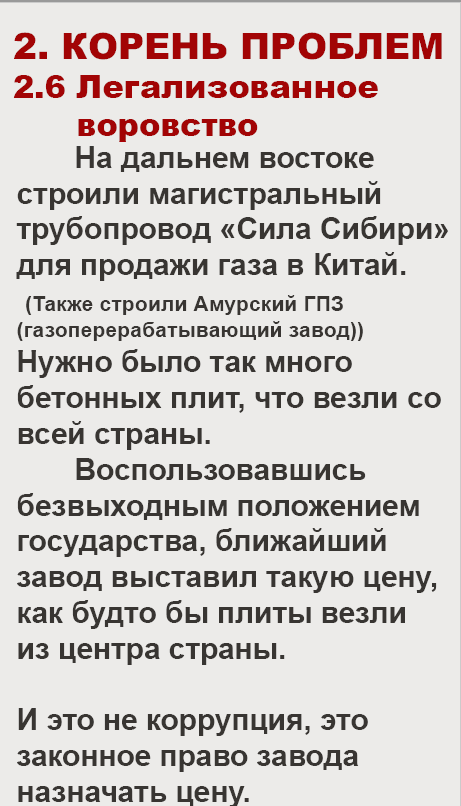 2. КОРЕНЬ ПРОБЛЕМ
2.6 Легализованное
воровство
На дальнем востоке
строили магистральный
трубопровод «Сила Сибири»
для продажи газа в Китай.
(Также строили Амурский ГПЗ
(газоперерабатывающий завод))
Нужно было так много
бетонных плит, что везли со
всей страны.
Воспользовавшись
безвыходным положением
государства, ближайший
завод выставил такую цену,
как будто бы плиты везли
из центра страны.
И это не коррупция, это
законное право завода
назначать цену.